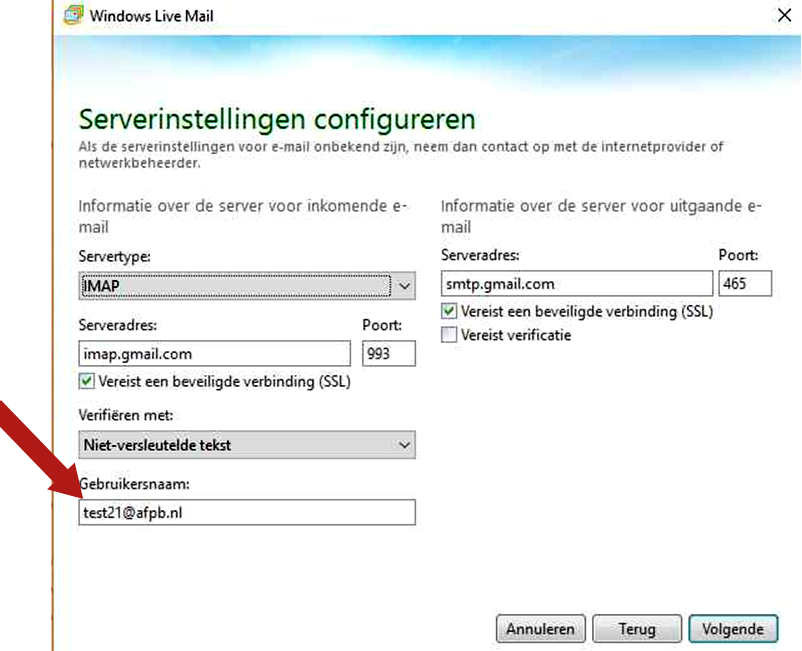 Windows Live Mail
Serverinstellingen configureren
Als de serverinstellingen voor e-mail onbekend zijn, neem dan contact op met de internetprovider of
netwerkbeheerder.
Informatie over de server voor inkomende e-
mail
Servertype:
IMAP
Serveradres:
Poort:
imap.gmail.com
993
Vereist een beveiligde verbinding (SSL)
Verifiëren met:
Niet-versleutelde tekst
Gebruikersnaam:
test21@afpb.nl
Informatie over de server voor uitgaande e-
mail
Serveradres:
Poort:
smtp.gmail.com
465
Vereist een beveiligde verbinding (SSL)
Vereist verificatie
Annuleren
Terug
Volgende